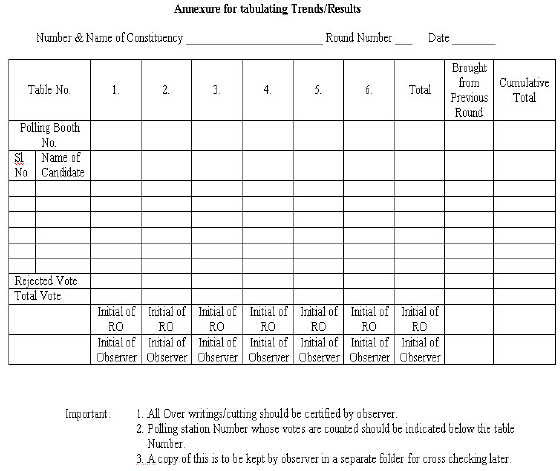 Annexure for tabulating Trends/Results
Number & Name of Constituency ______________________ Round Number ___ Date _______
Table No. 1. 2. 3. 4. 5. 6. Total Brought from Previous Round Cumulative Total
Polling Booth No.
Sl No. Name of Candidate
Rejected Vote
Total Vote
Initial of RO Initial of RO Initial of RO Initial of RO Initial of RO Initial of RO Initial of RO
Initial of Observer Initial of Observer Initial of Observer Initial of Observer Initial of Observer Initial of Observer Initial of Observer
Important: 1. All Over writings/cutting should be certified by observer.
2. Polling station Number whose votes are counted should be indicated below the table
Number.
3. A copy of this is to be kept by observer in a separate folder for cross checking later.